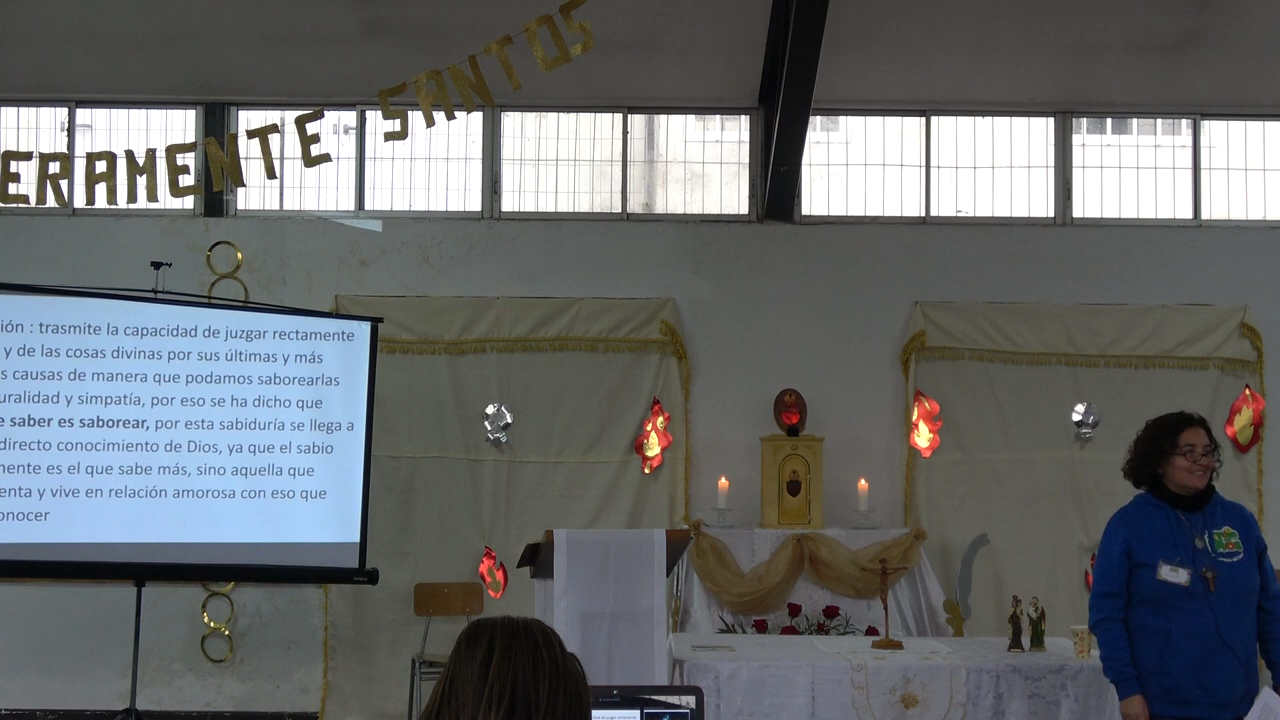 ERAMENTE SANTOS
ión : trasmite la capacidad de juzgar rectamente
y de las cosas divinas por sus últimas y más
s causas de manera que podamos saborearlas
uralidad y simpatía, por eso se ha dicho que
e saber es saborear, por esta sabiduría se llega a
directo conocimiento de Dios, ya que el sabio
mente es el que sabe más, sino aquella que
enta y vive en relación amorosa con eso que
onocer